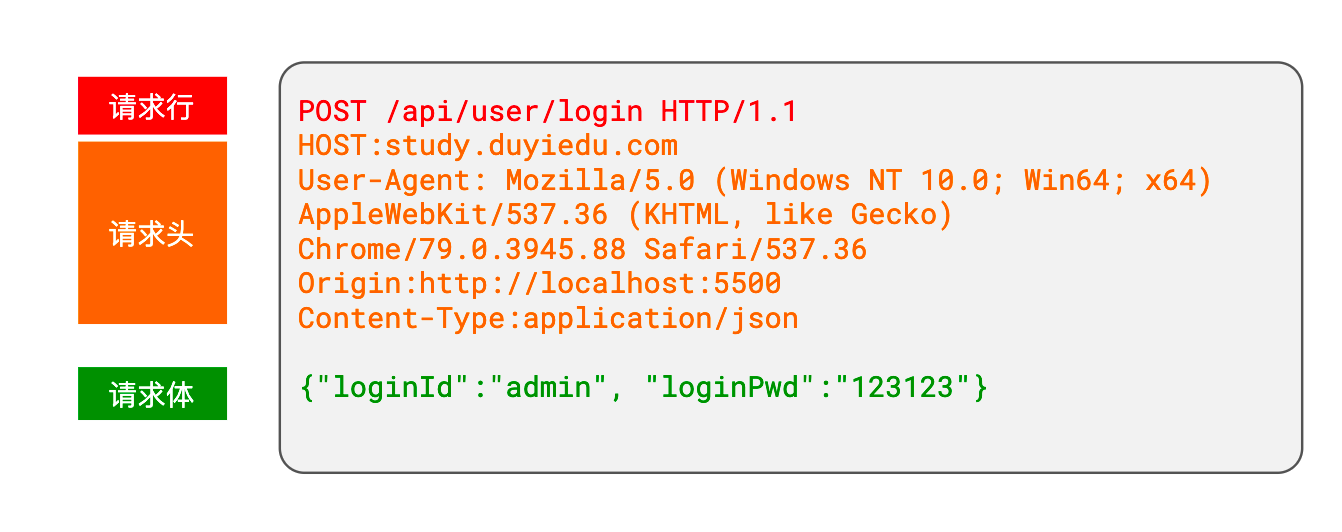 请求行
POST /api/user/login HTTP/1.1
请求头
HOST:study.duyiedu.com
User-Agent: Mozilla/5.0 (Windows NT 10.0; Win64; x64)
AppleWebKit/537.36 (KHTML, like Gecko)
Chrome/79.0.3945.88 Safari/537.36
Origin:http://localhost:5500
Content-Type:application/json
请求体
{"loginId":"admin", "loginPwd":"123123"}